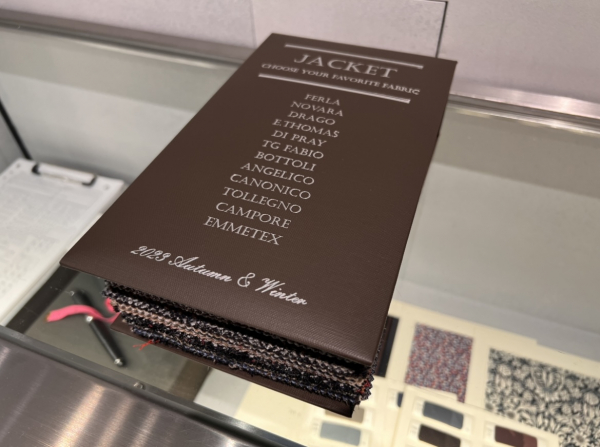 JACKET
CHOOSE YOUR FAVORITE FABRIC
FERLA
NOVARA
DRAGO
E.THOMAS
DI PRAY
TG FABIO
BOTTOLI
ANGELICO
CANONICO
TOLLEGNO
CAMPORE
EMMETEX
2023 Autumn & Winter